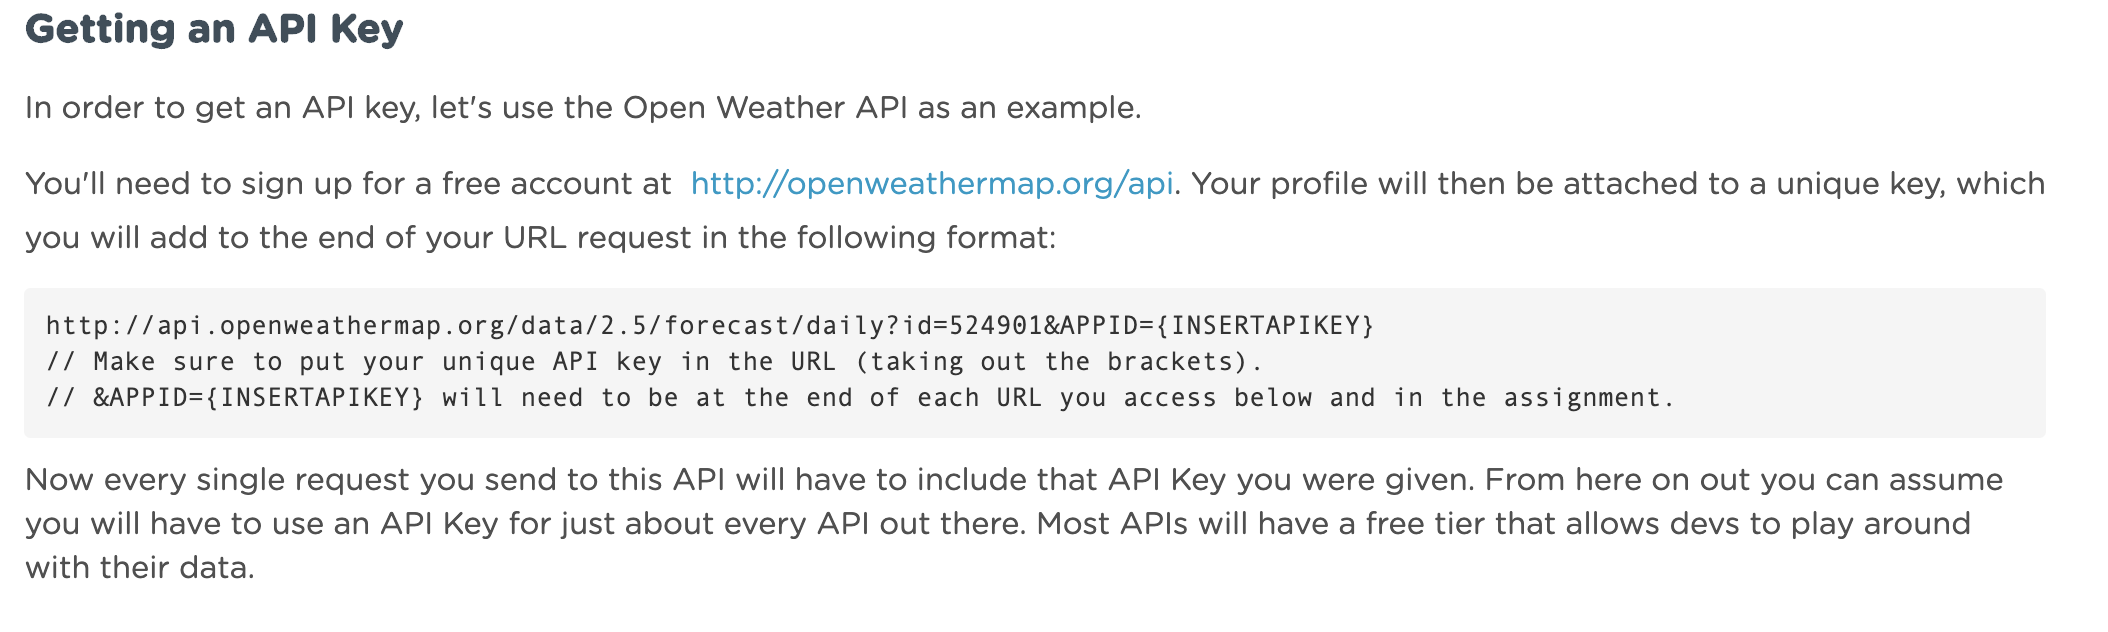 Getting an API Key
In order to get an API key, let's use the Open Weather API as an example.
You'll need to sign up for a free account at http://openweathermap.org/api. Your profile will then be attached to a unique key, which
you will add to the end of your URL request in the following format:
http://api.openweathermap.org/data/2.5/forecast/daily?id=524901&APPID={INSERTAPIKEY}
// Make sure to put your unique API key in the URL (taking out the brackets).
// &APPID={INSERTAPIKEY} will need to be at the end of each URL you access below and in the assignment.
Now every single request you send to this API will have to include that API Key you were given. From here on out you can assume
you will have to use an API Key for just about every API out there. Most APIs will have a free tier that allows devs to play around
with their data.